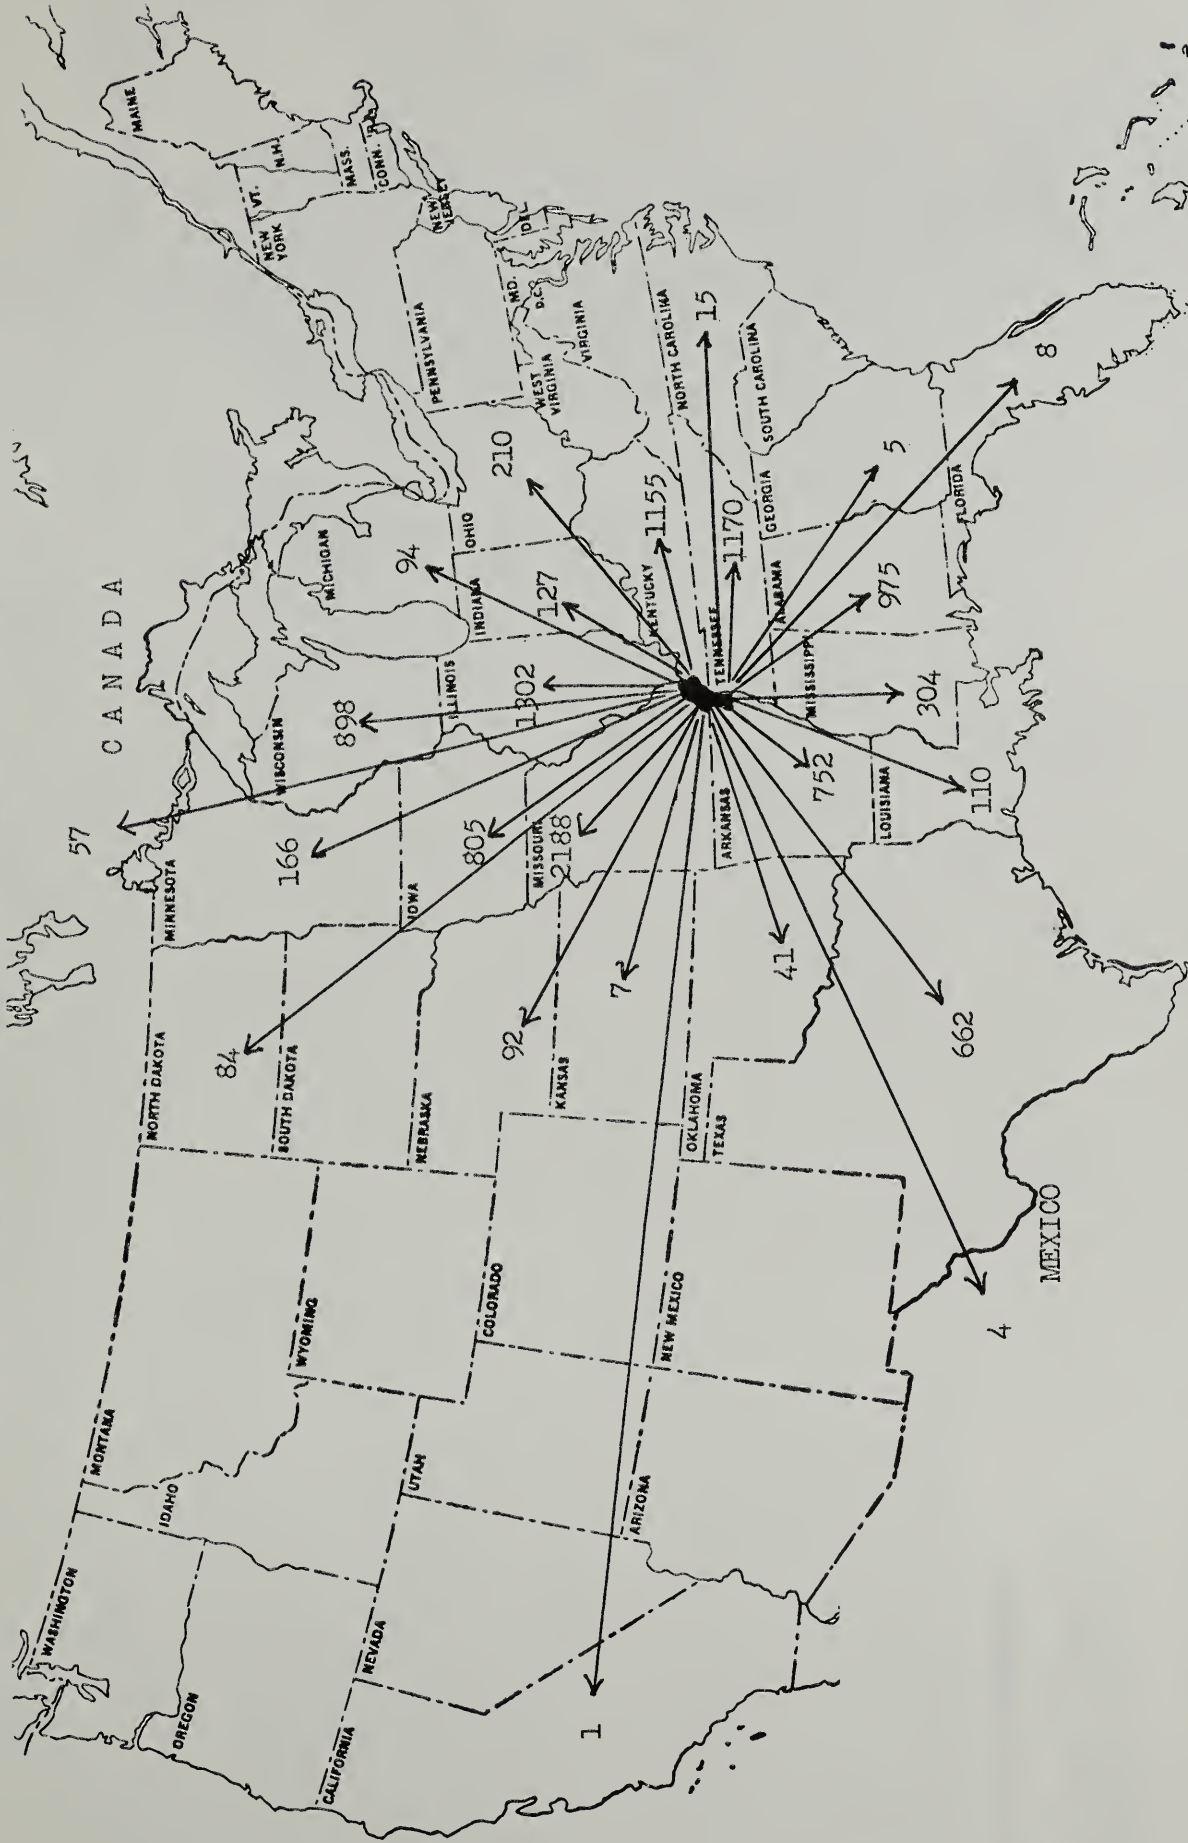 CANADA
MEXICO
WASHINGTON
OREGON
CALIFORNIA
NEVADA
IDAHO
MONTANA
WYOMING
UTAH
ARIZONA
COLORADO
NEW MEXICO
NORTH DAKOTA
SOUTH DAKOTA
NEBRASKA
KANSAS
OKLAHOMA
TEXAS
MINNESOTA
IOWA
MISSOURI
ARKANSAS
LOUISIANA
WISCONSIN
ILLINOIS
MICHIGAN
INDIANA
OHIO
KENTUCKY
TENNESSEE
MISSISSIPPI
ALABAMA
GEORGIA
FLORIDA
SOUTH CAROLINA
NORTH CAROLINA
VIRGINIA
WEST
VIRGINIA
D.C.
MD.
DEL.
PENNSYLVANIA
NEW
JERSEY
NEW
YORK
VT.
N.H.
MAINE
MASS.
CONN.
R.I.
57
84
166
898
94
210
805
1302
127
1155
2188
92
7
1
15
1170
41
752
975
5
304
110
662
8
4